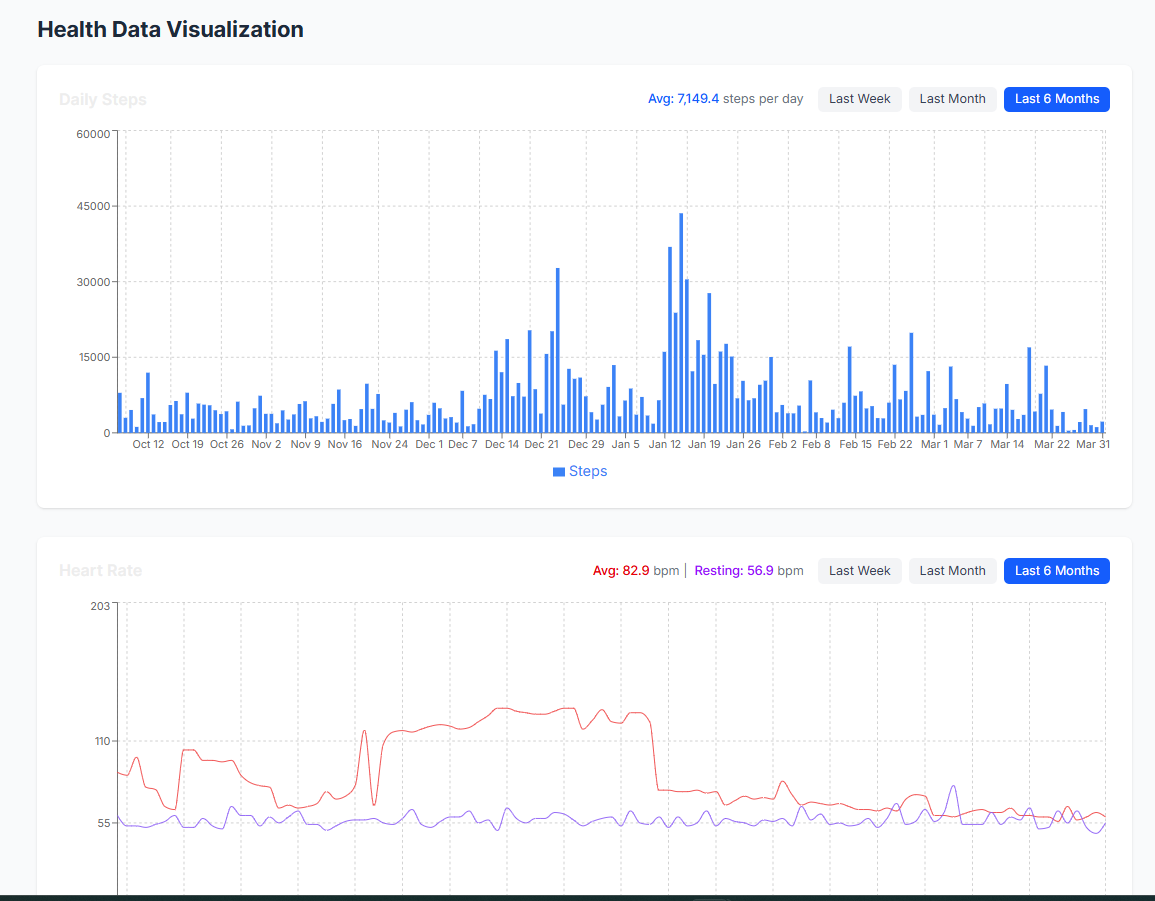 Health Data Visualization
Daily Steps
Avg: 7,149.4 steps per day
Last Week
Last Month
Last 6 Months
60000
45000
30000
15000
0
Oct 12 Oct 19 Oct 26 Nov 2 Nov 9 Nov 16 Nov 24 Dec 1 Dec 7 Dec 14 Dec 21 Dec 29 Jan 5 Jan 12 Jan 19 Jan 26 Feb 2 Feb 8 Feb 15 Feb 22 Mar 1 Mar 7 Mar 14 Mar 22 Mar 31
Steps
Heart Rate
Avg: 82.9 bpm | Resting: 56.9 bpm
Last Week
Last Month
Last 6 Months
203
110
55